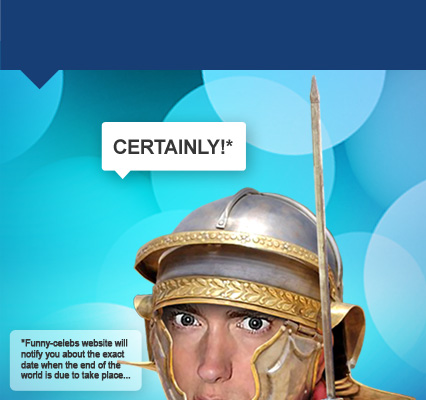 CERTAINLY!*
*Funny-celebs website will
notify you about the exact
date when the end of the
world is due to take place...